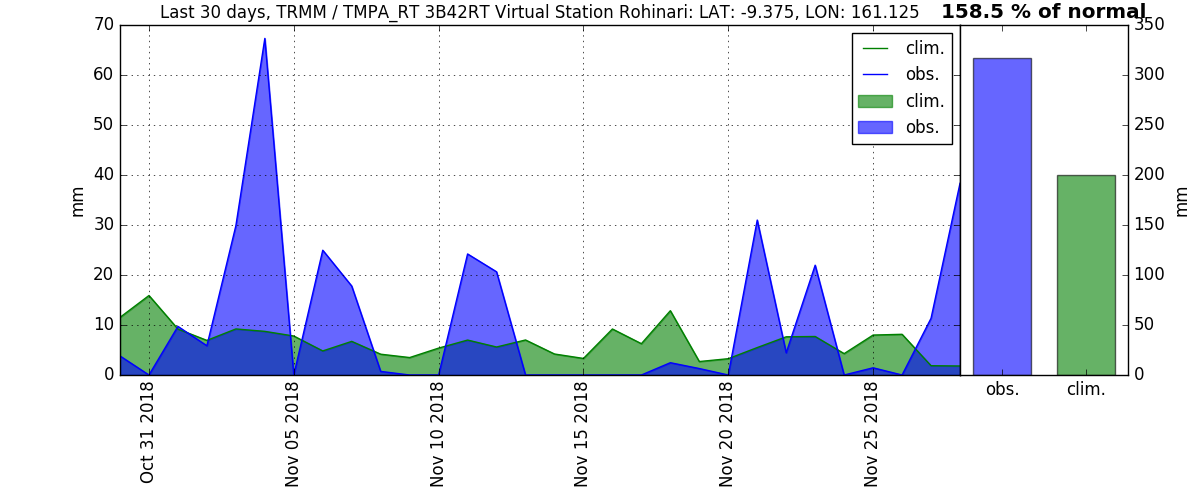 Last 30 days, TRMM / TMPA_RT 3B42RT Virtual Station Rohinari: LAT: -9.375, LON: 161.125
158.5 % of normal
70
60
50
40
30
20
10
0
mm
clim.
obs.
clim.
obs.
350
300
250
200
150
100
50
0
mm
Oct 31 2018
Nov 05 2018
Nov 10 2018
Nov 15 2018
Nov 20 2018
Nov 25 2018
obs.
clim.